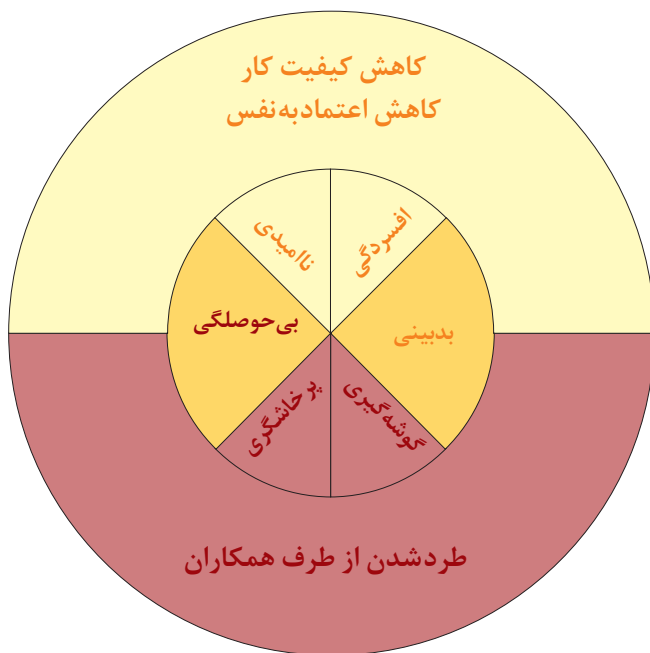 کاهش کیفیت کار
کاهش اعتمادبه‌نفس
افسردگی
ناامیدی
بدبینی
بی‌حوصلگی
گوشه‌گیری
پرخاشگری
طردشدن از طرف همکاران